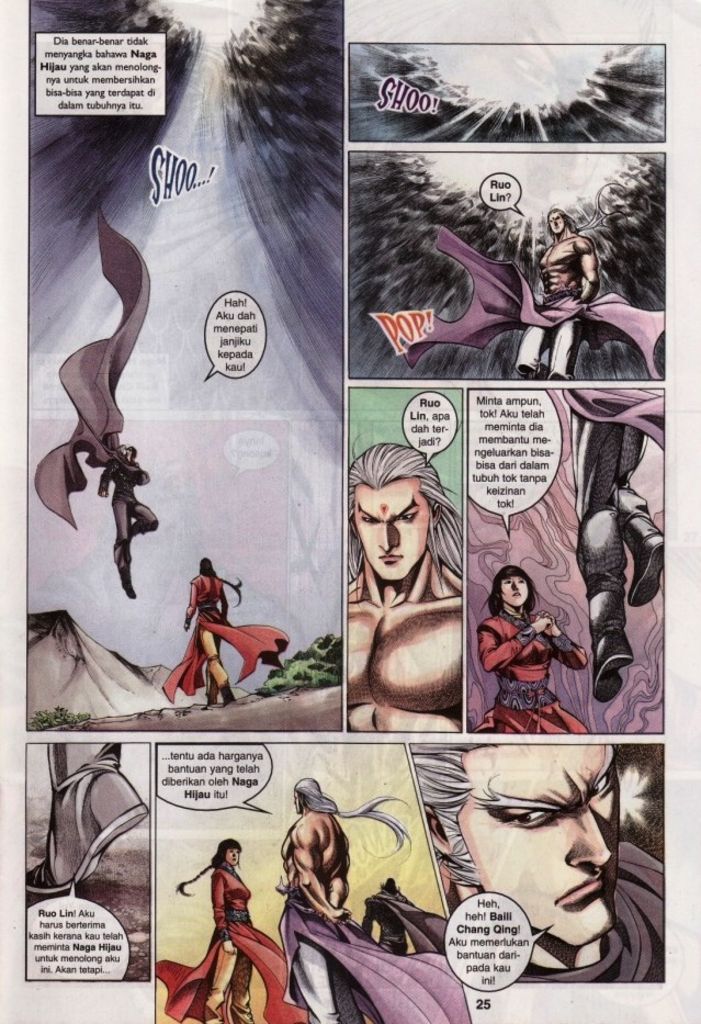 Dia benar-benar tidak
menyangka bahwa Naga
Hijau yang akan menolong-
nya untuk membersihkan
bisa-bisa yang terdapat di
dalam tubuhnya itu.
SHOO...!
Hah!
Aku dah
menepati
janjiku
kepada
kau!
SHOO!
Ruo
Lin?
POP!
Ruo
Lin, apa
dah ter-
jadi?
Minta ampun,
tok! Aku telah
meminta dia
membantu me-
ngeluarkan bisa-
bisa dari dalam
tubuh tok tanpa
keizinan
tok!
Ruo Lin! Aku
harus berterima
kasih kerana kau telah
meminta Naga Hijau
untuk menolong aku
ini. Akan tetapi...
...tentu ada harganya
bantuan yang telah
diberikan oleh Naga
Hijau itu!
Heh,
heh! Baili
Chang Qing!
Aku memerlukan
bantuan dari-
pada kau
ini!
25